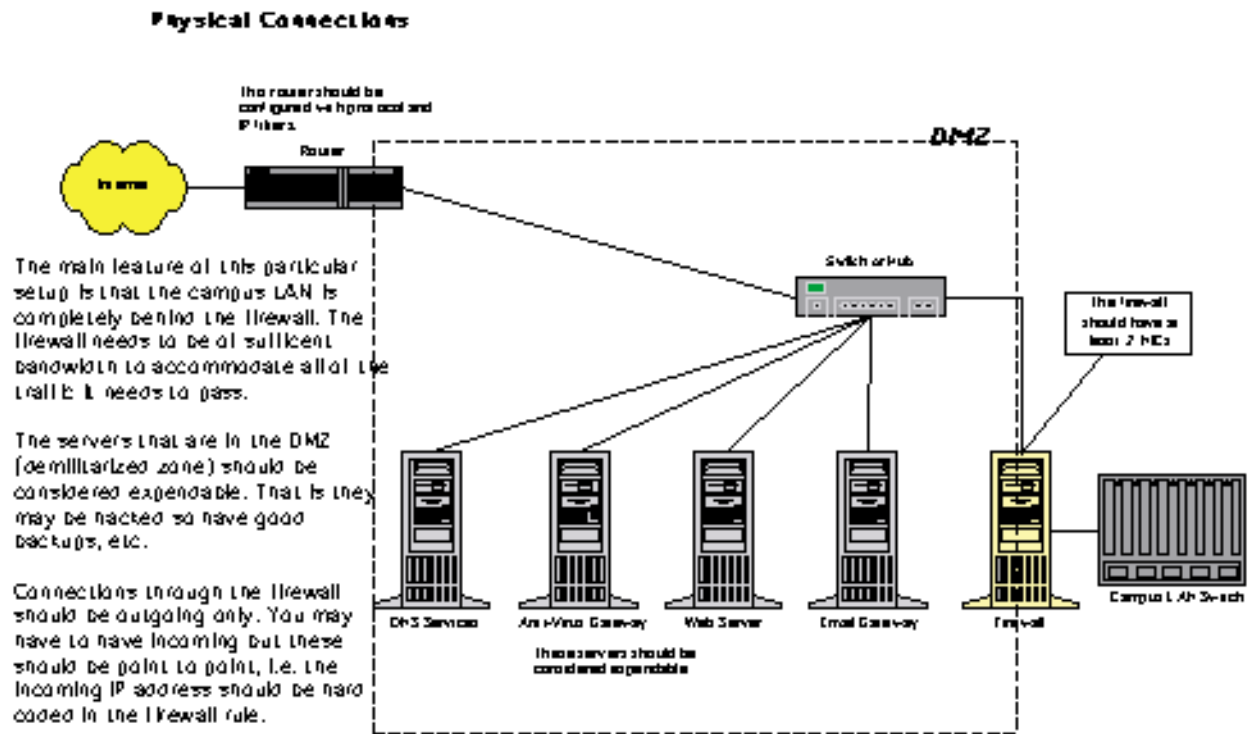 Physical Connections
The router should be
configured with protocol and
IP filters.
Router
DMZ
Internet
Switch or Hub
The firewall
should have at
least 2 NICs
The main feature of this particular
setup is that the campus LAN is
completely behind the firewall. The
firewall needs to be of sufficent
bandwidth to accommodate all of the
traffic it needs to pass.
The servers that are in the DMZ
(demilitarized zone) should be
considered expendable. That is they
may be hacked so have good
backups, etc.
Connections through the firewall
should be outgoing only. You may
have to have incoming but these
should be point to point, i.e. the
incoming IP address should be hard
coded in the firewall rule.
DNS Services
Anti-Virus Gateway
Web Server
Email Gateway
Firewall
Campus LAN Switch
These servers should be
considered expendable